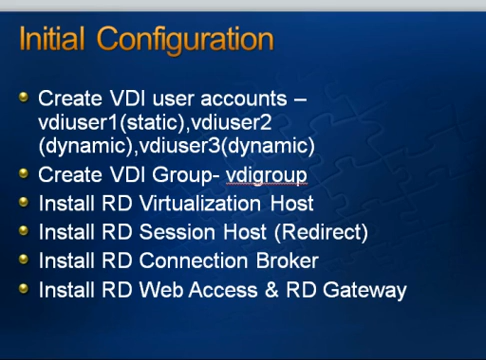 Initial Configuration
Create VDI user accounts –
vdiuser1(static),vdiuser2
(dynamic),vdiuser3(dynamic)
Create VDI Group- vdigroup
Install RD Virtualization Host
Install RD Session Host (Redirect)
Install RD Connection Broker
Install RD Web Access & RD Gateway